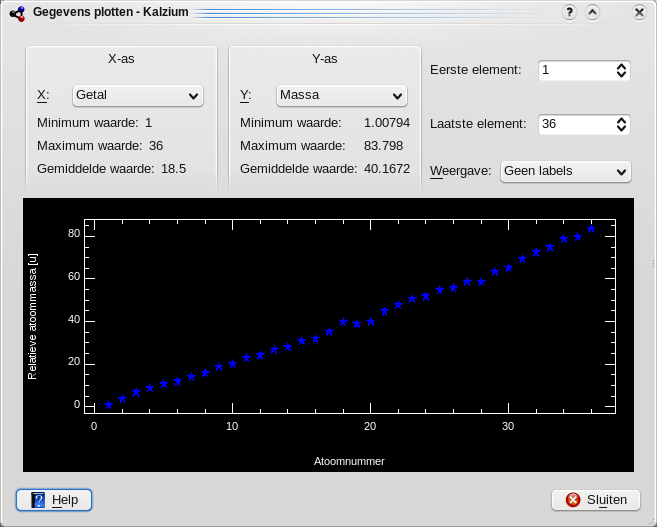 Gegevens plotten - Kalzium
X-as
X: Getal
Minimum waarde: 1
Maximum waarde: 36
Gemiddelde waarde: 18.5
Y-as
Y: Massa
Minimum waarde: 1.00794
Maximum waarde: 83.798
Gemiddelde waarde: 40.1672
Eerste element: 1
Laatste element: 36
Weergave: Geen labels
Relatieve atoommassa [u]
80
60
40
20
0
0 10 20 30
Atoomnummer
? Help
Sluiten